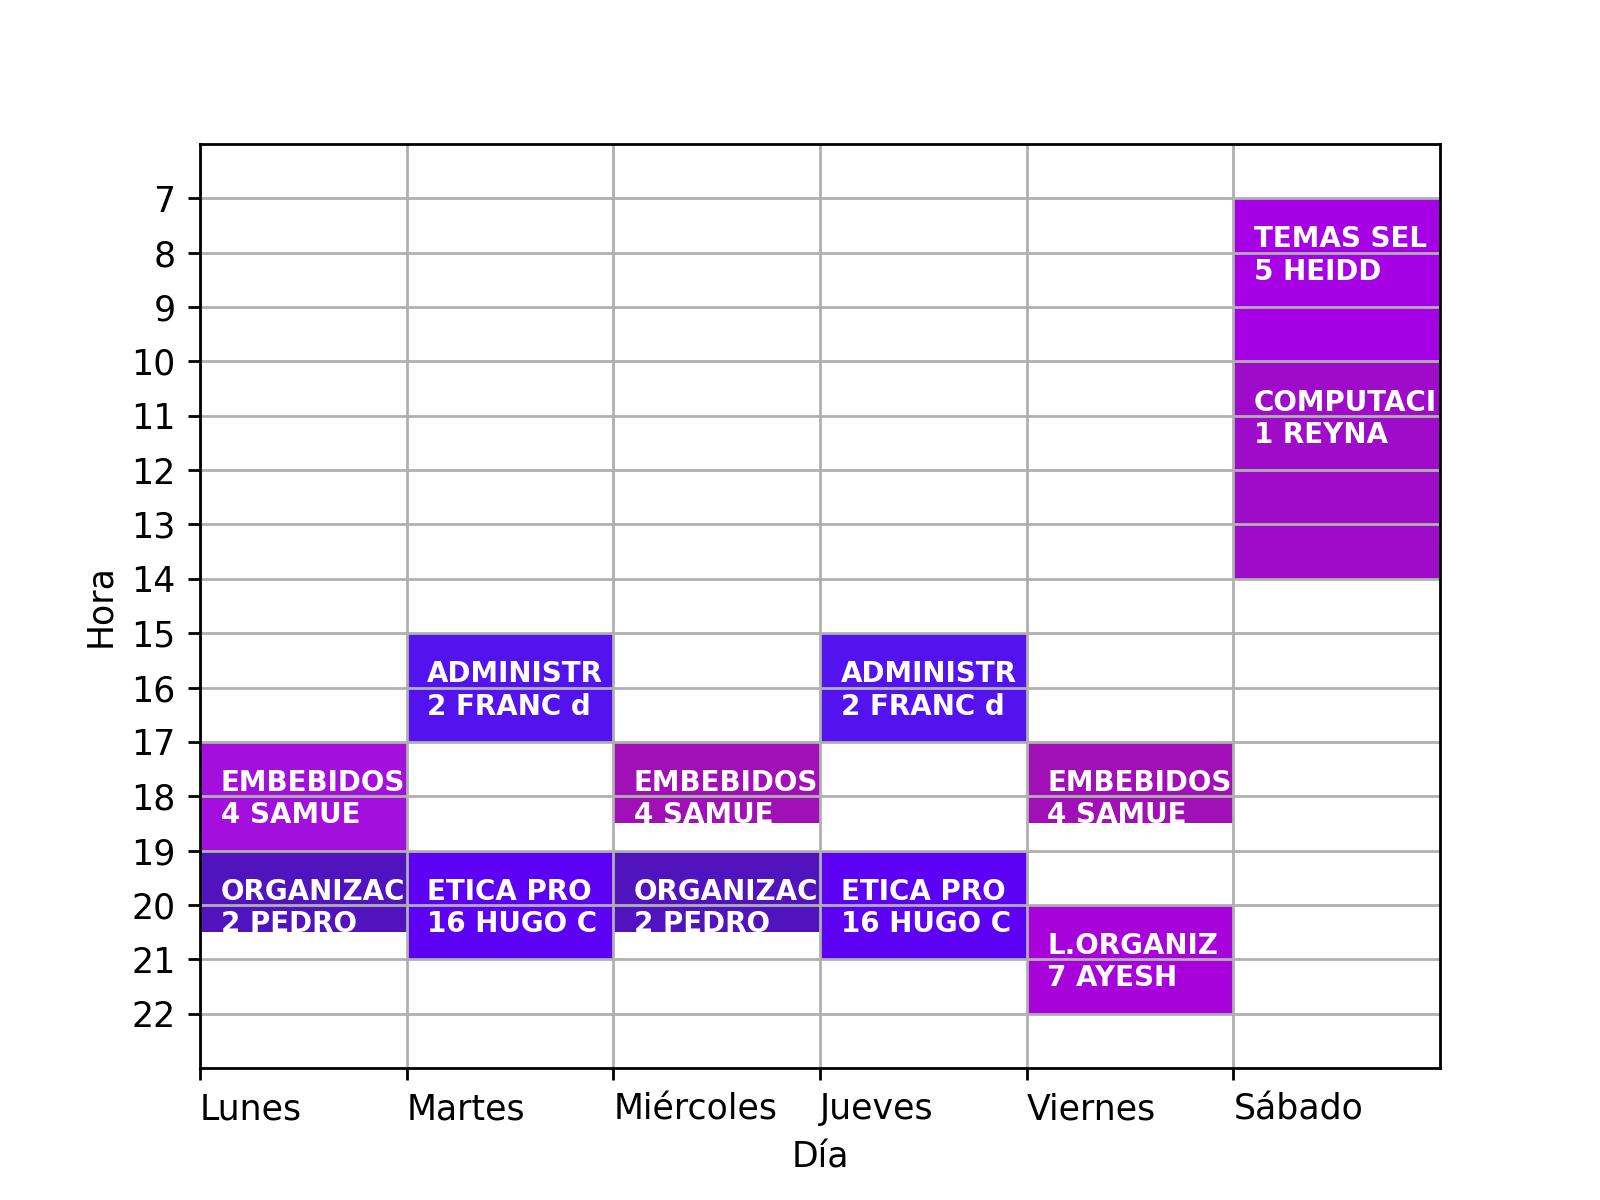 7
TEMAS SEL
8
5 HEIDD
9
10
COMPUTACI
11
1 REYNA
12
13
14
Hora
15
ADMINISTR
2 FRANC d
ADMINISTR
2 FRANC d
16
17
EMBEBIDOS
4 SAMUE
EMBEBIDOS
4 SAMUE
EMBEBIDOS
4 SAMUE
18
19
ORGANIZAC
2 PEDRO
ETICA PRO
16 HUGO C
ORGANIZAC
2 PEDRO
ETICA PRO
16 HUGO C
20
L.ORGANIZ
7 AYESH
21
22
Lunes
Martes
Miércoles
Jueves
Viernes
Sábado
Día